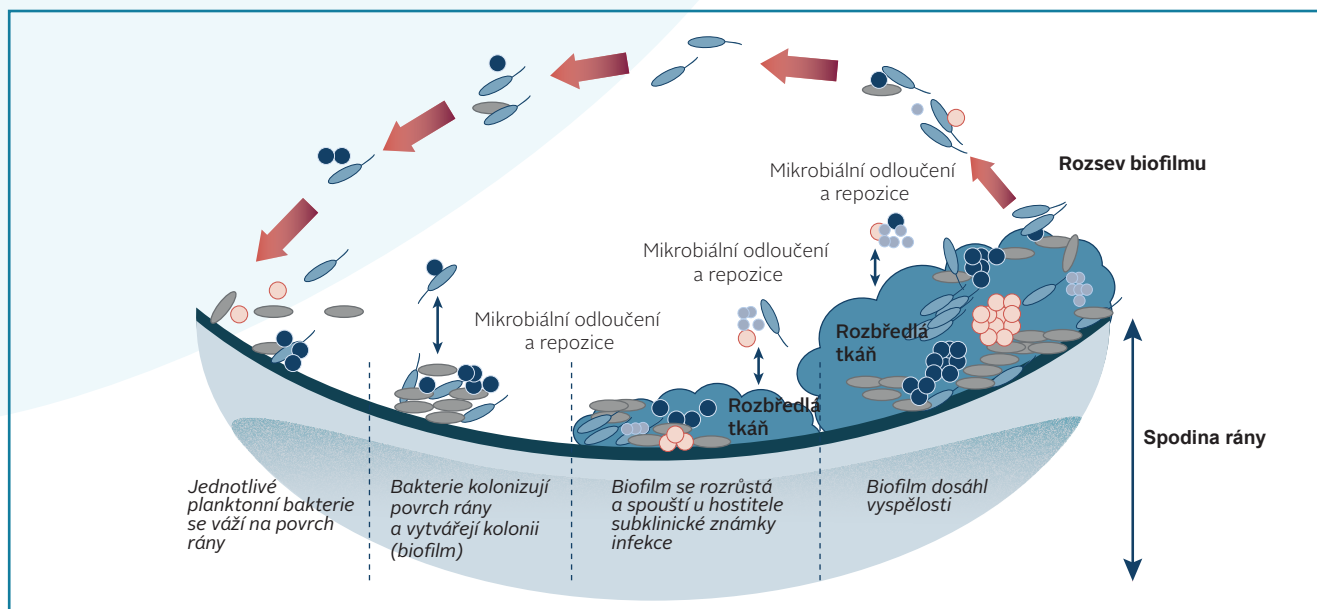 Rozsev biofilmu
Mikrobiální odloučení
a repozice
Mikrobiální odloučení
a repozice
Mikrobiální odloučení
a repozice
Rozbředlá
tkáň
Rozbředlá
tkáň
Spodina rány
Jednotlivé
planktonní bakterie
se váží na povrch
rány
Bakterie kolonizují
povrch rány
a vytvářejí kolonii
(biofilm)
Biofilm se rozrůstá
a spouští u hostitele
subklinické známky
infekce
Biofilm dosáhl
vyspělosti